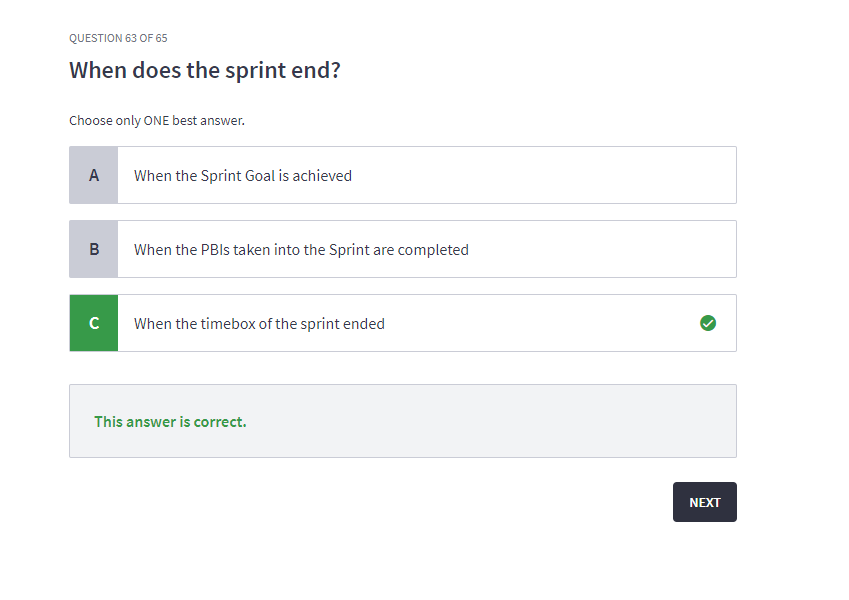 QUESTION 63 OF 65
When does the sprint end?
Choose only ONE best answer.
A When the Sprint Goal is achieved
B When the PBIs taken into the Sprint are completed
C When the timebox of the sprint ended
This answer is correct.
NEXT